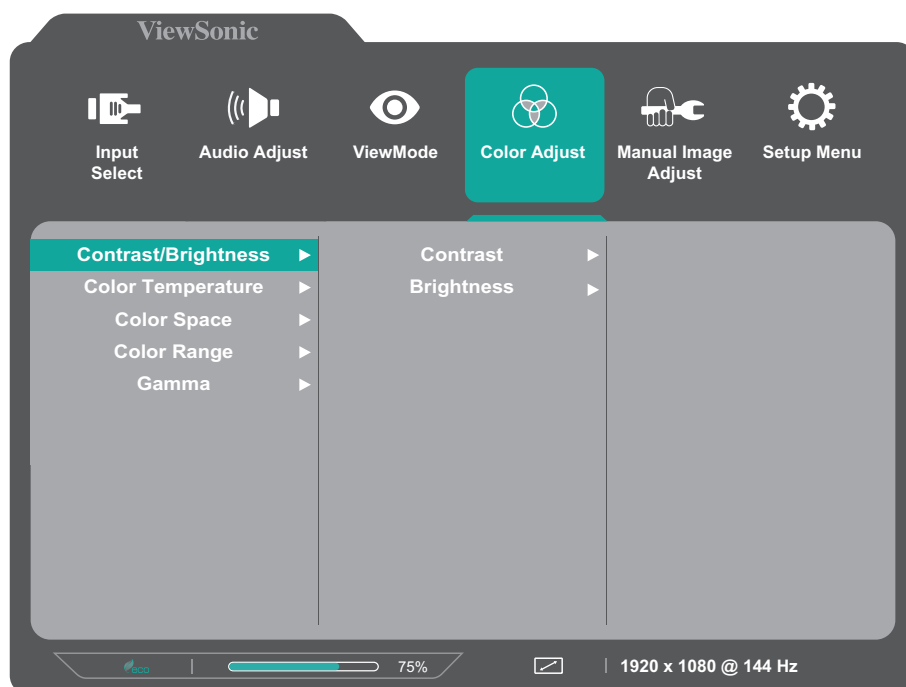 ViewSonic
Input
Select
Audio Adjust
ViewMode
Color Adjust
Manual Image
Adjust
Setup Menu
Contrast/Brightness
Color Temperature
Color Space
Color Range
Gamma
Contrast
Brightness
eco
75%
1920 x 1080 @ 144 Hz